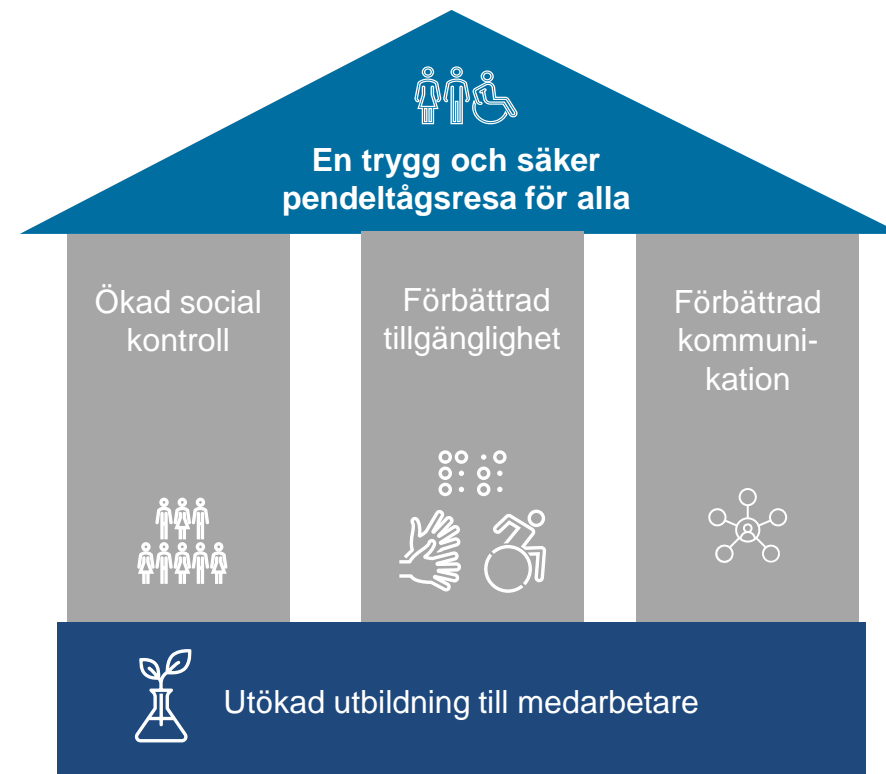 En trygg och säker
pendeltågsresa för alla
Ökad social
kontroll
Förbättrad
tillgänglighet
Förbättrad
kommuni-
kation
Utökad utbildning till medarbetare